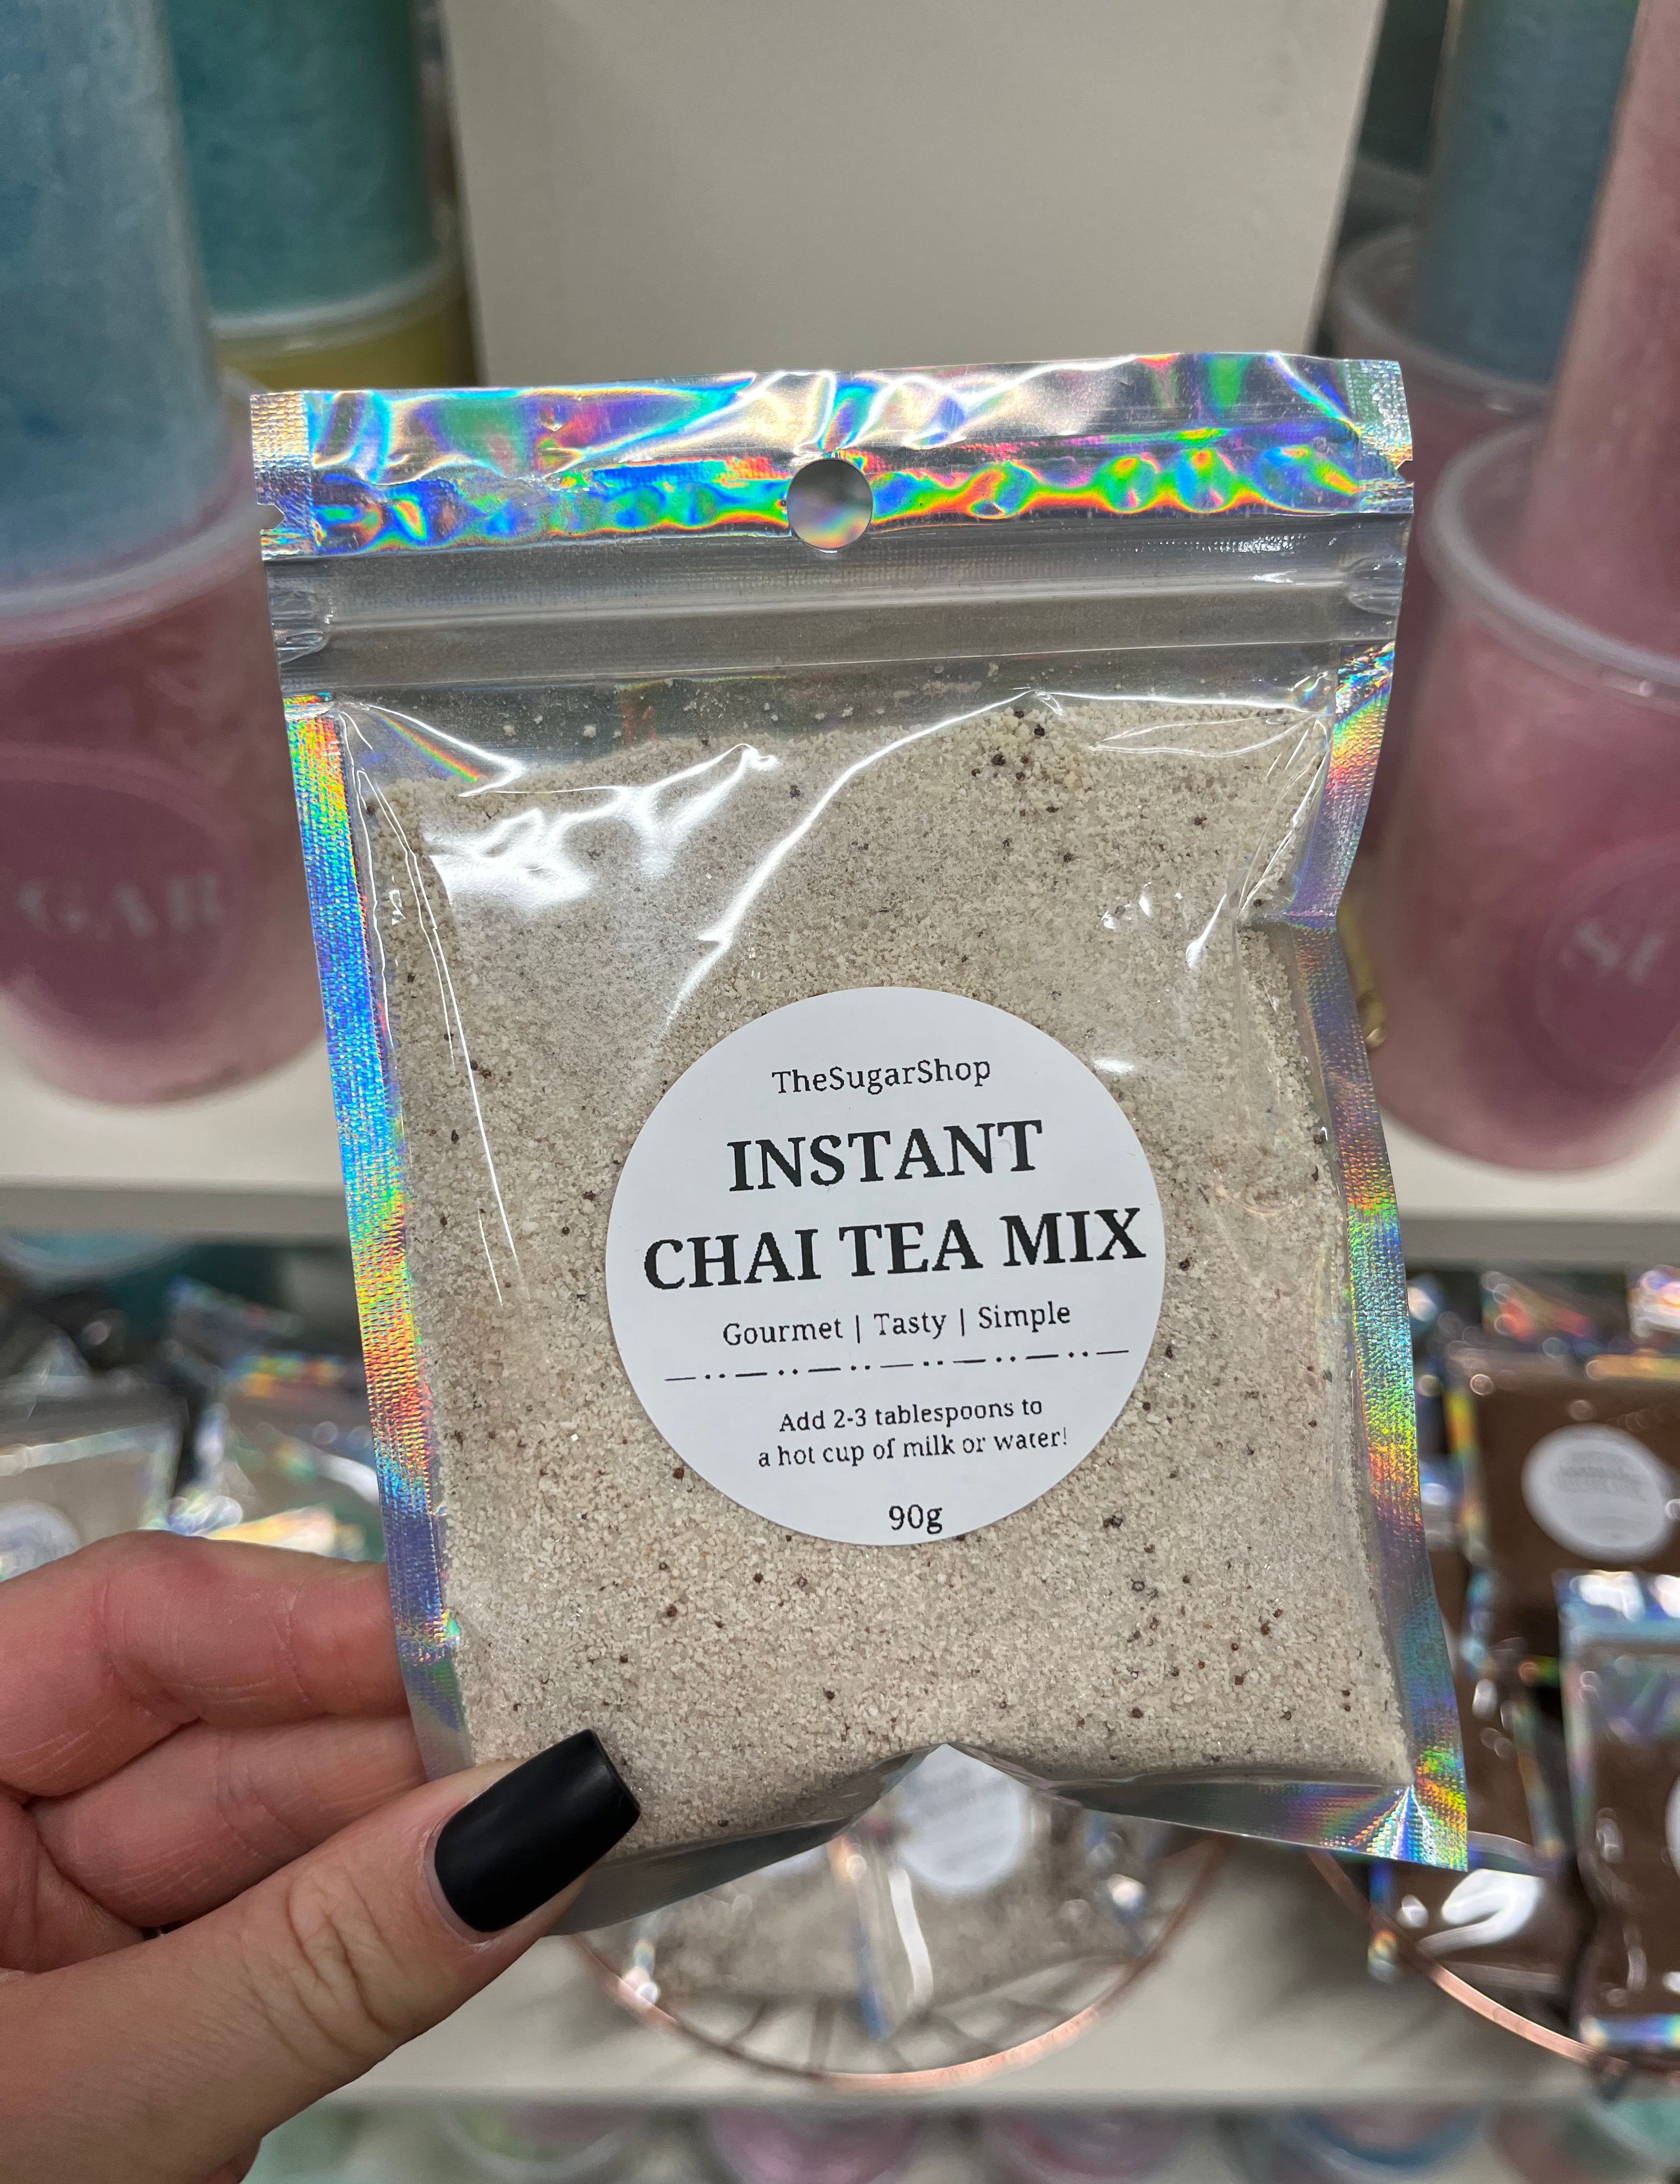 TheSugarShop
INSTANT
CHAI TEA MIX
Gourmet | Tasty | Simple
Add 2-3 tablespoons to
a hot cup of milk or water!
90g